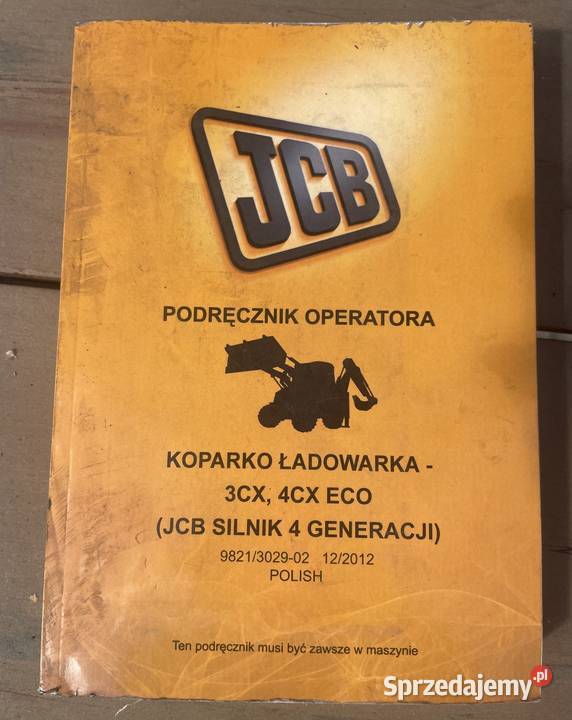 JCB
PODRĘCZNIK OPERATORA
KOPARKO ŁADOWARKA -
3CX, 4CX ECO
(JCB SILNIK 4 GENERACJI)
9821/3029-02 12/2012
POLISH
Ten podręcznik musi być zawsze w maszynie
Sprzedajemy.pl